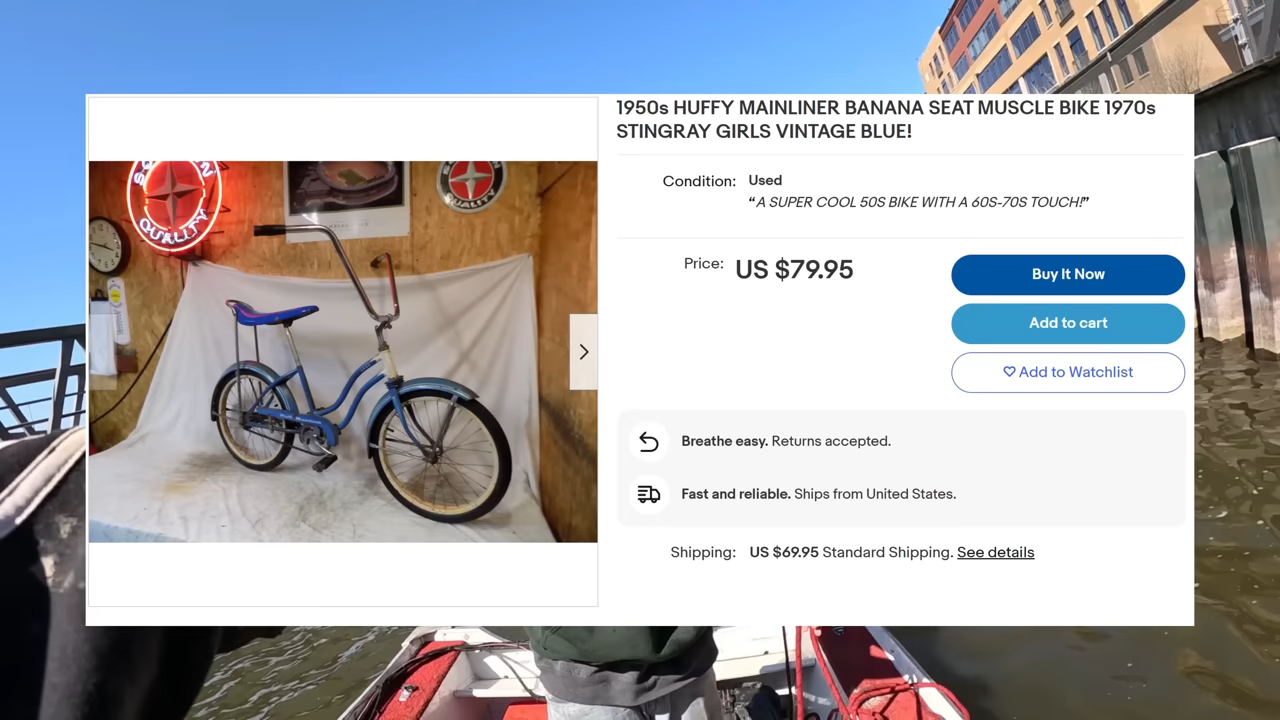 1950s HUFFY MAINLINER BANANA SEAT MUSCLE BIKE 1970s
STINGRAY GIRLS VINTAGE BLUE!
Condition: Used
“A SUPER COOL 50S BIKE WITH A 60S-70S TOUCH!”
Price: US $79.95
Buy It Now
Add to cart
Add to Watchlist
Breathe easy. Returns accepted.
Fast and reliable. Ships from United States.
Shipping: US $69.95 Standard Shipping. See details
QUALITY
QUALITY